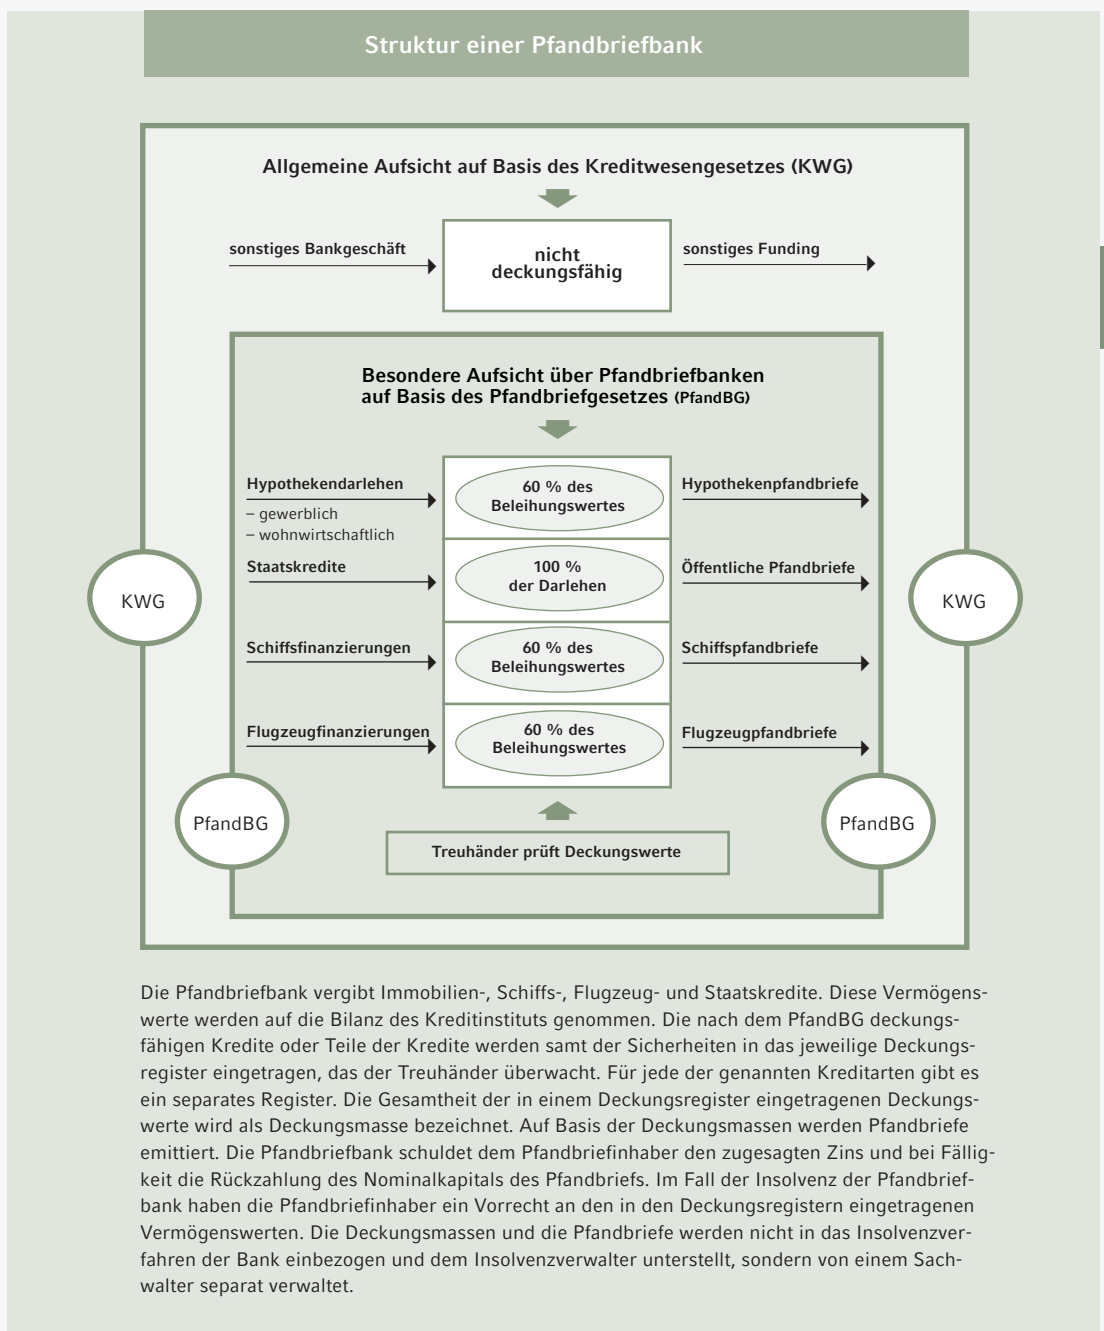 Struktur einer Pfandbriefbank
Allgemeine Aufsicht auf Basis des Kreditwesengesetzes (KWG)
sonstiges Bankgeschäft
nicht
deckungsfähig
sonstiges Funding
Besondere Aufsicht über Pfandbriefbanken
auf Basis des Pfandbriefgesetzes (PfandBG)
Hypothekendarlehen
– gewerblich
– wohnwirtschaftlich
60 % des
Beleihungswertes
Hypothekenpfandbriefe
Staatskredite
100 %
der Darlehen
Öffentliche Pfandbriefe
KWG
KWG
Schiffsfinanzierungen
60 % des
Beleihungswertes
Schiffspfandbriefe
Flugzeugfinanzierungen
60 % des
Beleihungswertes
Flugzeugpfandbriefe
PfandBG
PfandBG
Treuhänder prüft Deckungswerte
Die Pfandbriefbank vergibt Immobilien-, Schiffs-, Flugzeug- und Staatskredite. Diese Vermögens-
werte werden auf die Bilanz des Kreditinstituts genommen. Die nach dem PfandBG deckungs-
fähigen Kredite oder Teile der Kredite werden samt der Sicherheiten in das jeweilige Deckungs-
register eingetragen, das der Treuhänder überwacht. Für jede der genannten Kreditarten gibt es
ein separates Register. Die Gesamtheit der in einem Deckungsregister eingetragenen Deckungs-
werte wird als Deckungsmasse bezeichnet. Auf Basis der Deckungsmassen werden Pfandbriefe
emittiert. Die Pfandbriefbank schuldet dem Pfandbriefinhaber den zugesagten Zins und bei Fällig-
keit die Rückzahlung des Nominalkapitals des Pfandbriefs. Im Fall der Insolvenz der Pfandbrief-
bank haben die Pfandbriefinhaber ein Vorrecht an den in den Deckungsregistern eingetragenen
Vermögenswerten. Die Deckungsmassen und die Pfandbriefe werden nicht in das Insolvenzver-
fahren der Bank einbezogen und dem Insolvenzverwalter unterstellt, sondern von einem Sach-
walter separat verwaltet.